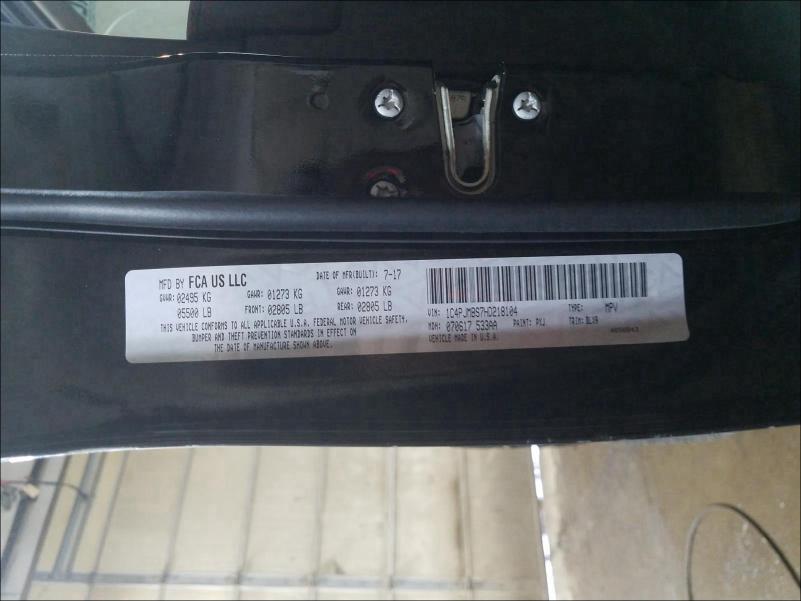 MFD BY FCA US LLC DATE OF MFR(BUILT): 7-17
GVWR: 02495 KG GAWR: 01273 KG GAWR: 01273 KG
05500 LB FRONT: 02805 LB REAR: 02805 LB
THIS VEHICLE CONFORMS TO ALL APPLICABLE U.S.A. FEDERAL MOTOR VEHICLE SAFETY,
BUMPER AND THEFT PREVENTION STANDARDS IN EFFECT ON
THE DATE OF MANUFACTURE SHOWN ABOVE.
VIN: 1C4PJMBS7HD218104 TYPE: MPV
MDH: 070617 533AA PAINT: PXJ TRIM: BLX9
VEHICLE MADE IN U.S.A.